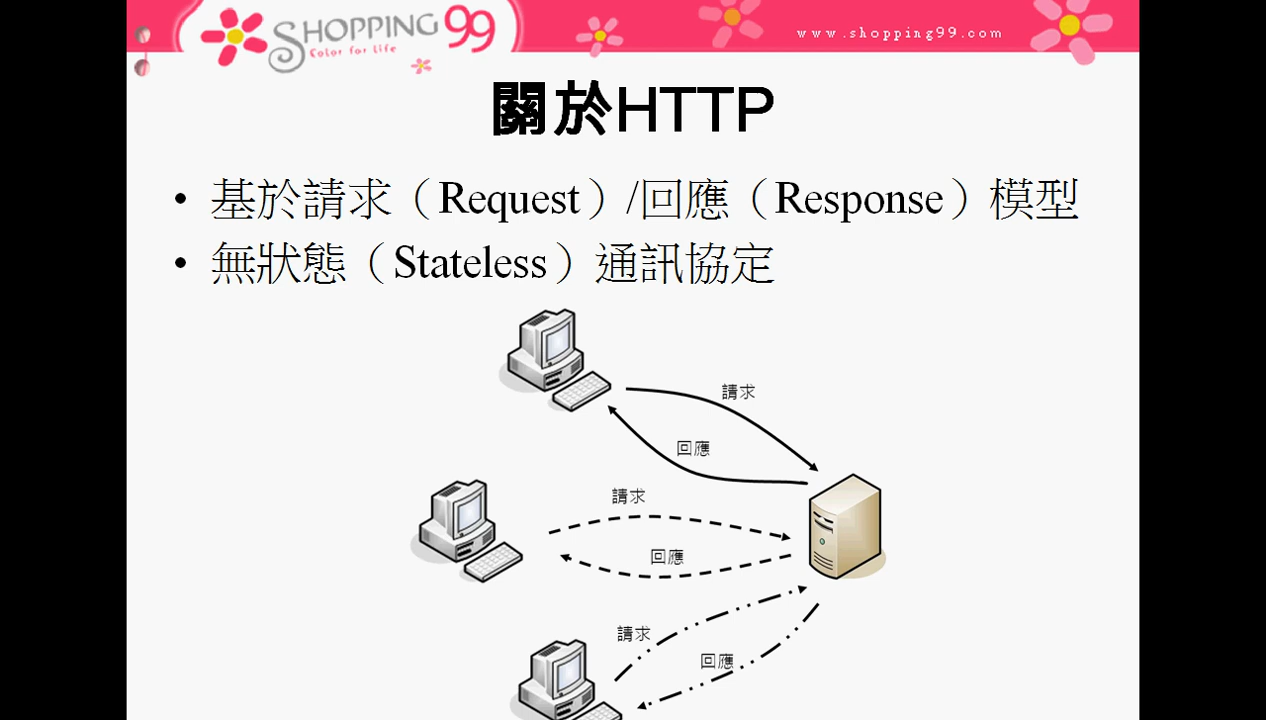 SHOPPING 99
Color for Life
www.shopping99.com
關於HTTP
• 基於請求（Request）/回應（Response）模型
• 無狀態（Stateless）通訊協定
請求
回應
請求
回應
請求
回應